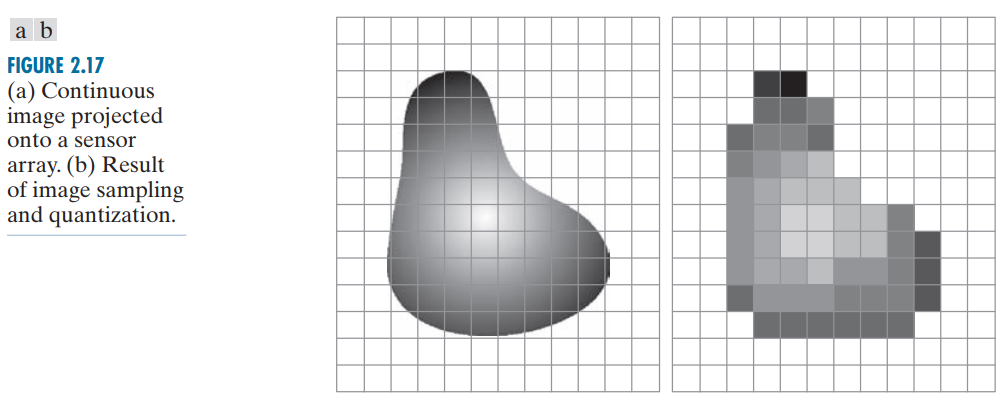 a b
FIGURE 2.17
(a) Continuous
image projected
onto a sensor
array. (b) Result
of image sampling
and quantization.